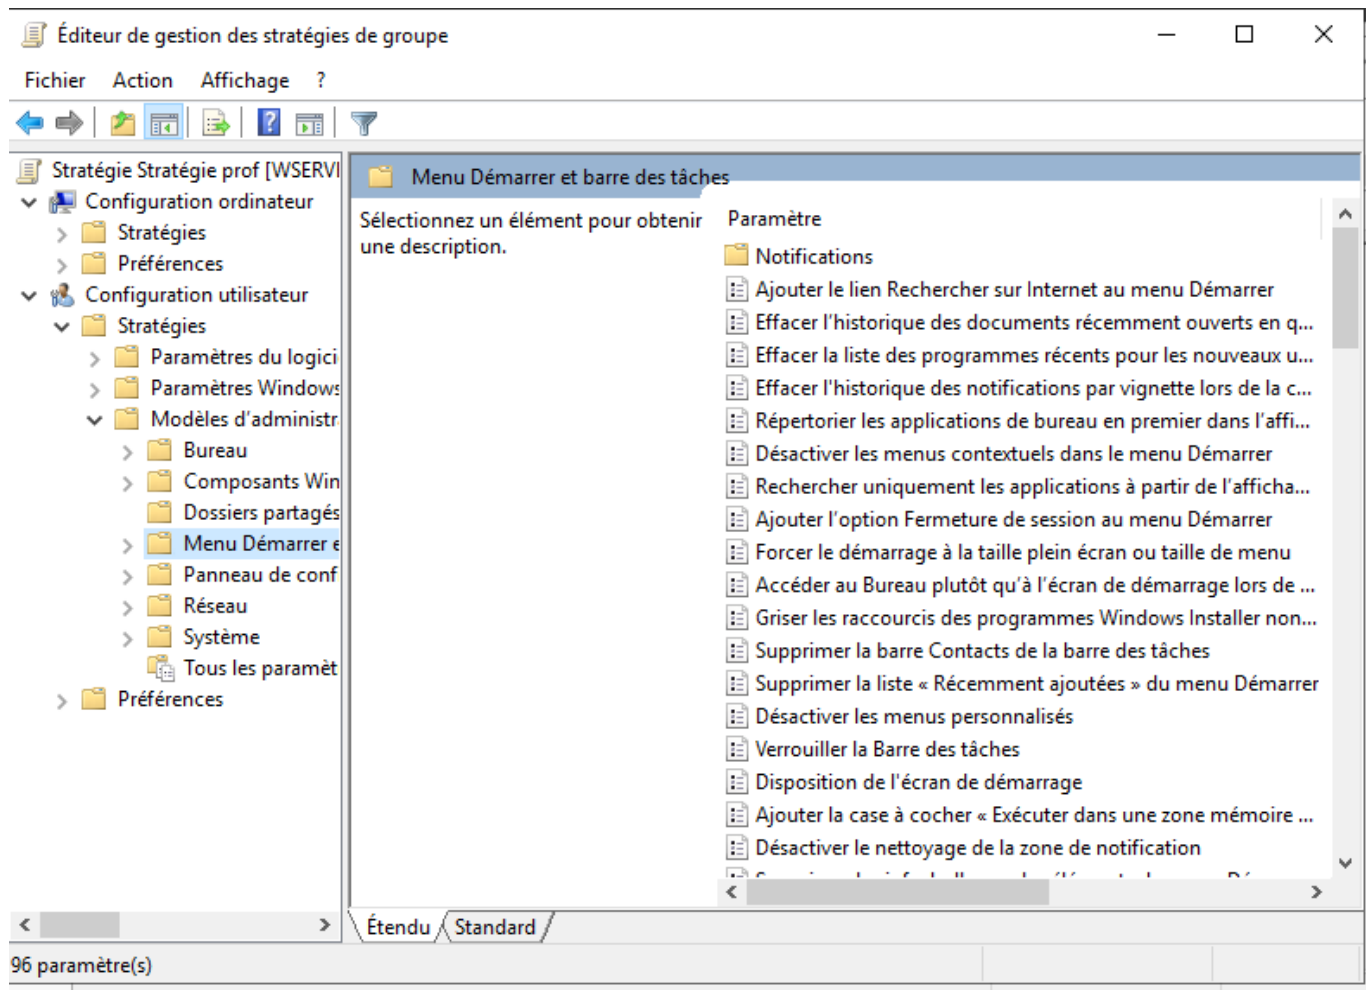 Éditeur de gestion des stratégies de groupe
Fichier Action Affichage ?
Stratégie Stratégie prof [WSERVI
Configuration ordinateur
Stratégies
Préférences
Configuration utilisateur
Stratégies
Paramètres du logici
Paramètres Windows
Modèles d'administr
Bureau
Composants Win
Dossiers partagés
Menu Démarrer e
Panneau de conf
Réseau
Système
Tous les paramèt
Préférences
Menu Démarrer et barre des tâches
Sélectionnez un élément pour obtenir
une description.
Paramètre
Notifications
Ajouter le lien Rechercher sur Internet au menu Démarrer
Effacer l'historique des documents récemment ouverts en q...
Effacer la liste des programmes récents pour les nouveaux u...
Effacer l'historique des notifications par vignette lors de la c...
Répertorier les applications de bureau en premier dans l'affi...
Désactiver les menus contextuels dans le menu Démarrer
Rechercher uniquement les applications à partir de l'afficha...
Ajouter l'option Fermeture de session au menu Démarrer
Forcer le démarrage à la taille plein écran ou taille de menu
Accéder au Bureau plutôt qu'à l'écran de démarrage lors de ...
Griser les raccourcis des programmes Windows Installer non...
Supprimer la barre Contacts de la barre des tâches
Supprimer la liste « Récemment ajoutées » du menu Démarrer
Désactiver les menus personnalisés
Verrouiller la Barre des tâches
Disposition de l'écran de démarrage
Ajouter la case à cocher « Exécuter dans une zone mémoire ...
Désactiver le nettoyage de la zone de notification
Étendu Standard
96 paramètre(s)